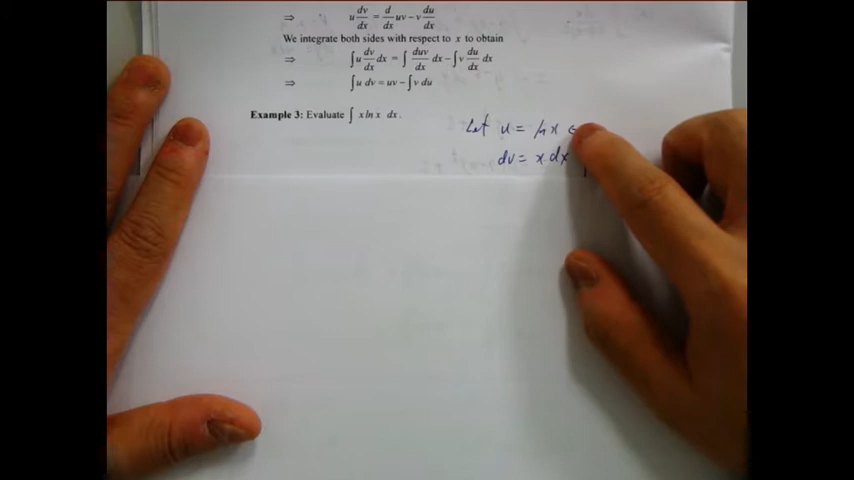 ⇒ u dv/dx = d/dx uv − v du/dx
We integrate both sides with respect to x to obtain
⇒ ∫ u dv/dx dx = ∫ duv/dx dx − ∫ v du/dx dx
⇒ ∫ u dv = uv − ∫ v du
Example 3: Evaluate ∫ x ln x dx.
Let u = ln x
dv = x dx